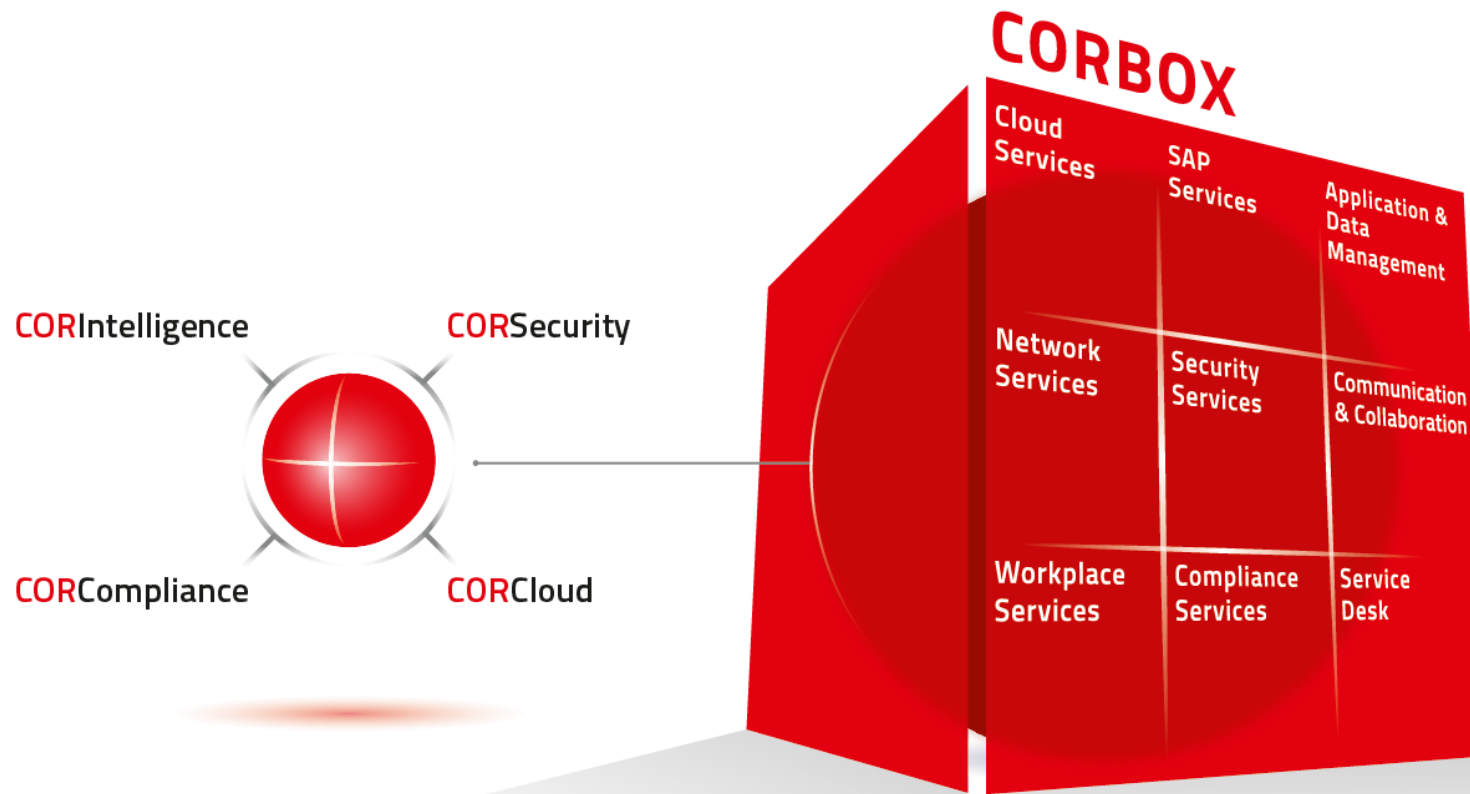 CORBOX
Cloud
Services
SAP
Services
Application &
Data
Management
CORIntelligence
CORSecurity
Network
Services
Security
Services
Communication
& Collaboration
CORCompliance
CORCloud
Workplace
Services
Compliance
Services
Service
Desk